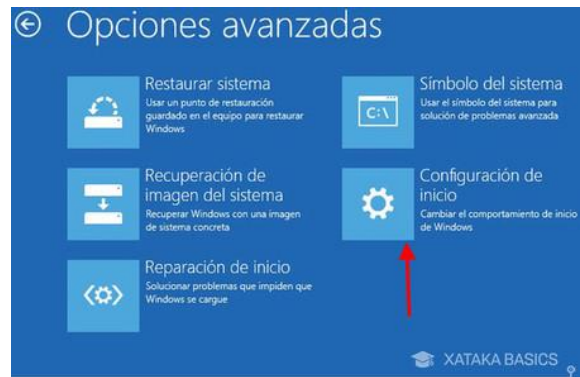 Opciones avanzadas
Restaurar sistema
Usar un punto de restauración
guardado en el equipo para restaurar
Windows
Recuperación de
imagen del sistema
Recuperar Windows con una imagen
de sistema concreta
Reparación de inicio
Solucionar problemas que impiden que
Windows se cargue
Símbolo del sistema
C:\
Usar el símbolo del sistema para
solución de problemas avanzada
Configuración de
inicio
Cambiar el comportamiento de inicio
de Windows
XATAKA BASICS